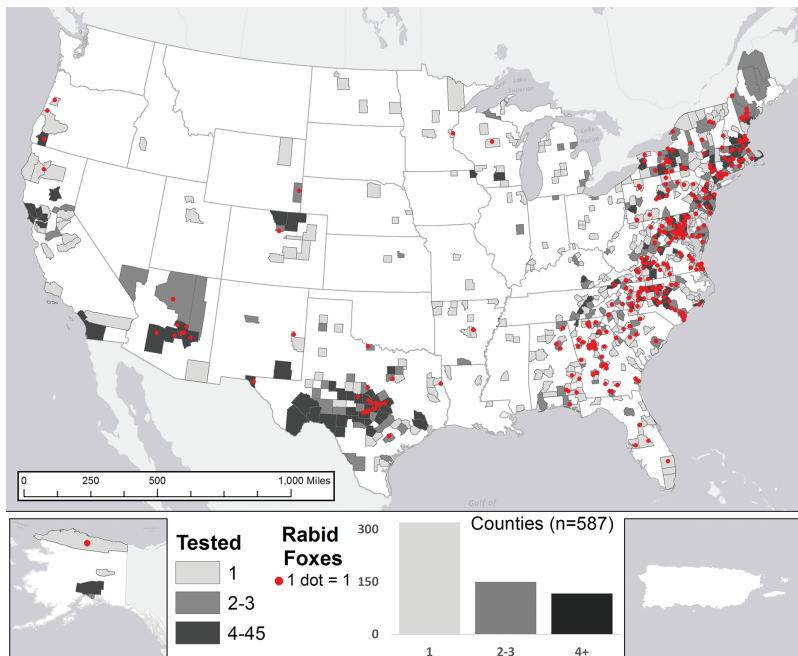 Lake
Superior
Lake
Huron
0 250 500 1,000 Miles
Gulf of
Tested
1
2-3
4-45
Rabid
Foxes
1 dot = 1
Counties (n=587)
300
150
0
1 2-3 4+